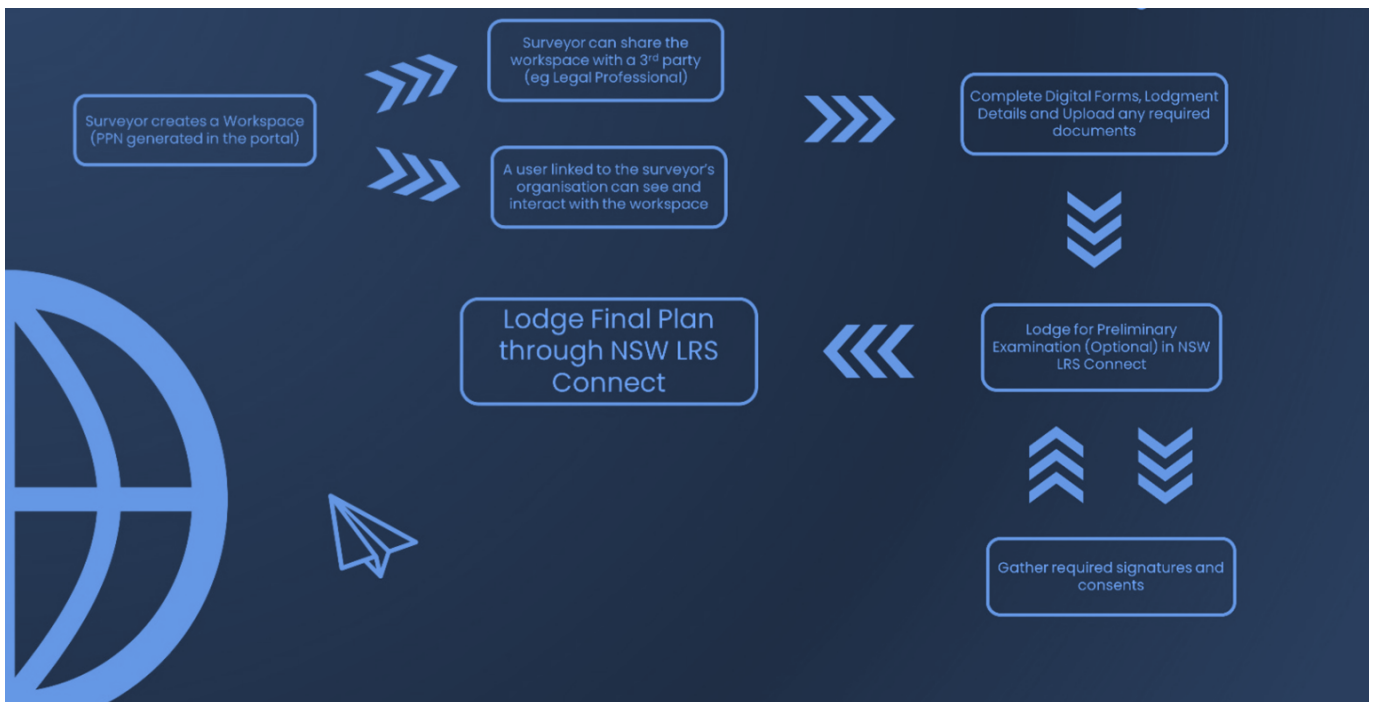 Surveyor creates a Workspace
(PPN generated in the portal)
Surveyor can share the
workspace with a 3rd party
(eg Legal Professional)
A user linked to the surveyor's
organisation can see and
interact with the workspace
Complete Digital Forms, Lodgment
Details and Upload any required
documents
Lodge for Preliminary
Examination (Optional) in NSW
LRS Connect
Gather required signatures and
consents
Lodge Final Plan
through NSW LRS
Connect